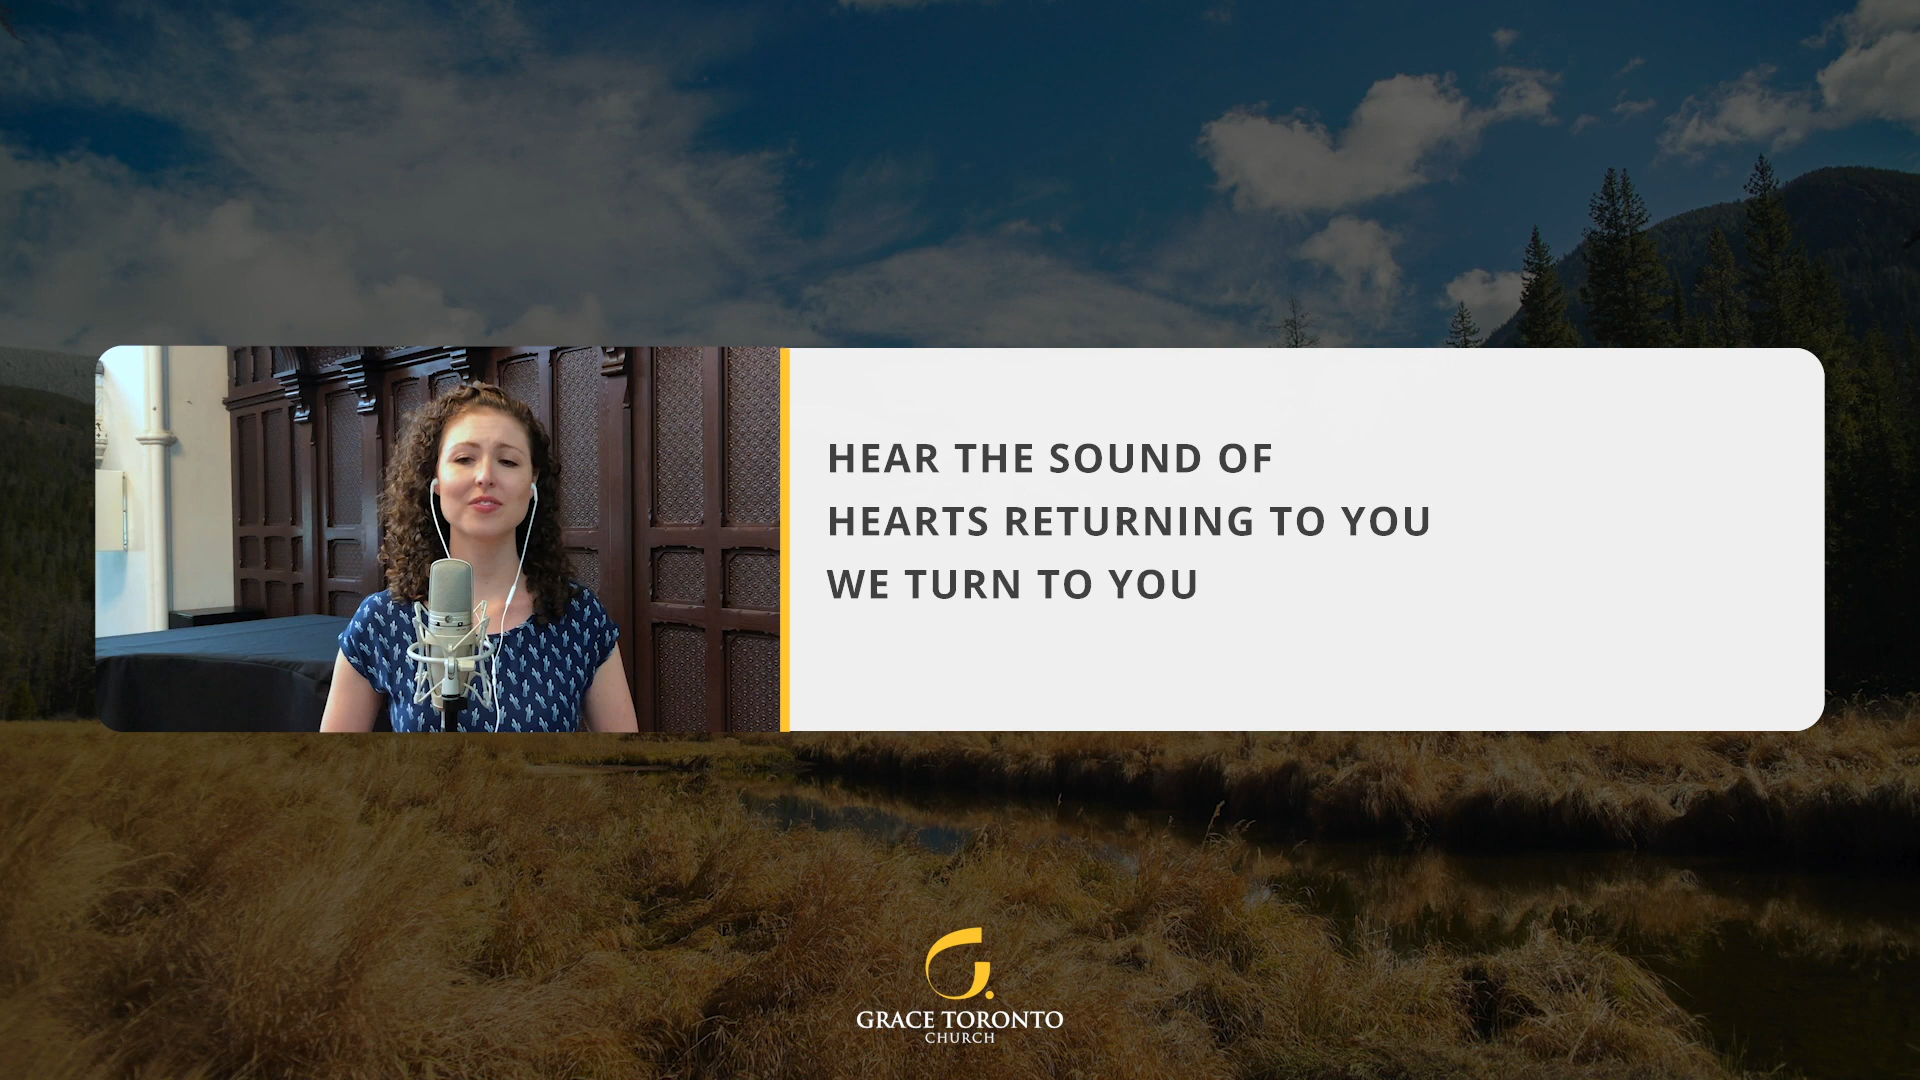 HEAR THE SOUND OF
HEARTS RETURNING TO YOU
WE TURN TO YOU
GRACE TORONTO
CHURCH